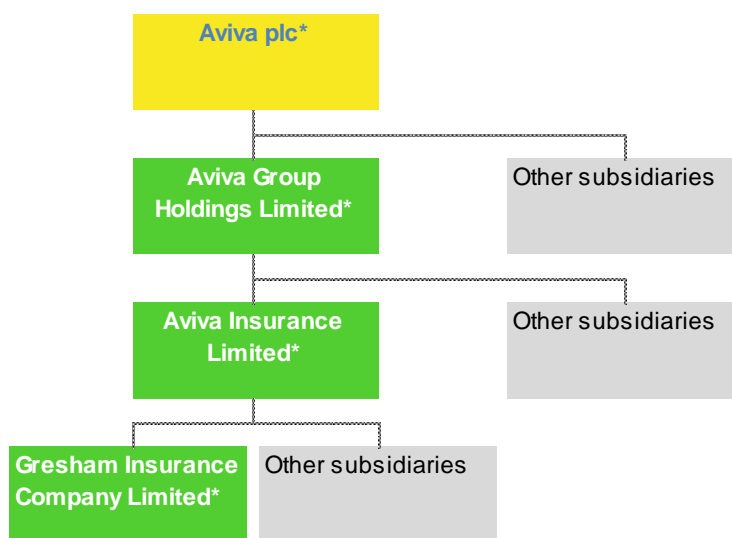 Aviva plc*
Aviva Group
Holdings Limited*
Other subsidiaries
Aviva Insurance
Limited*
Other subsidiaries
Gresham Insurance
Company Limited*
Other subsidiaries